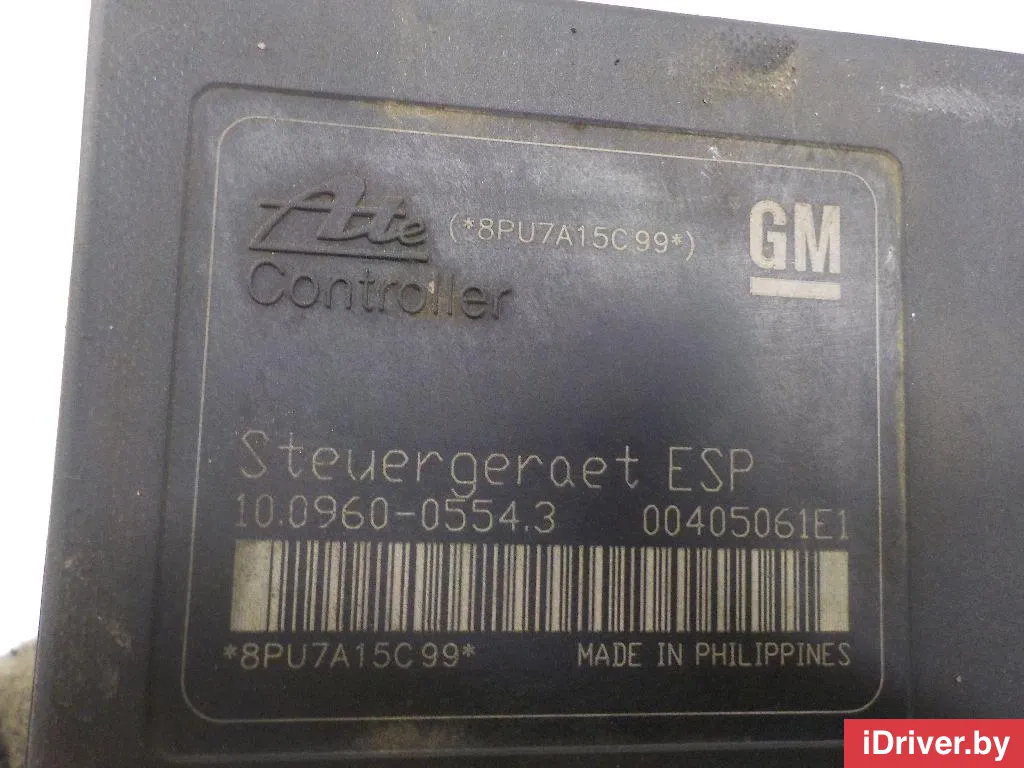 Ate (*8PU7A15C99*) GM
Controller
Steuergeraet ESP
10.0960-0554.3 00405061E1
*8PU7A15C99* MADE IN PHILIPPINES
iDriver.by